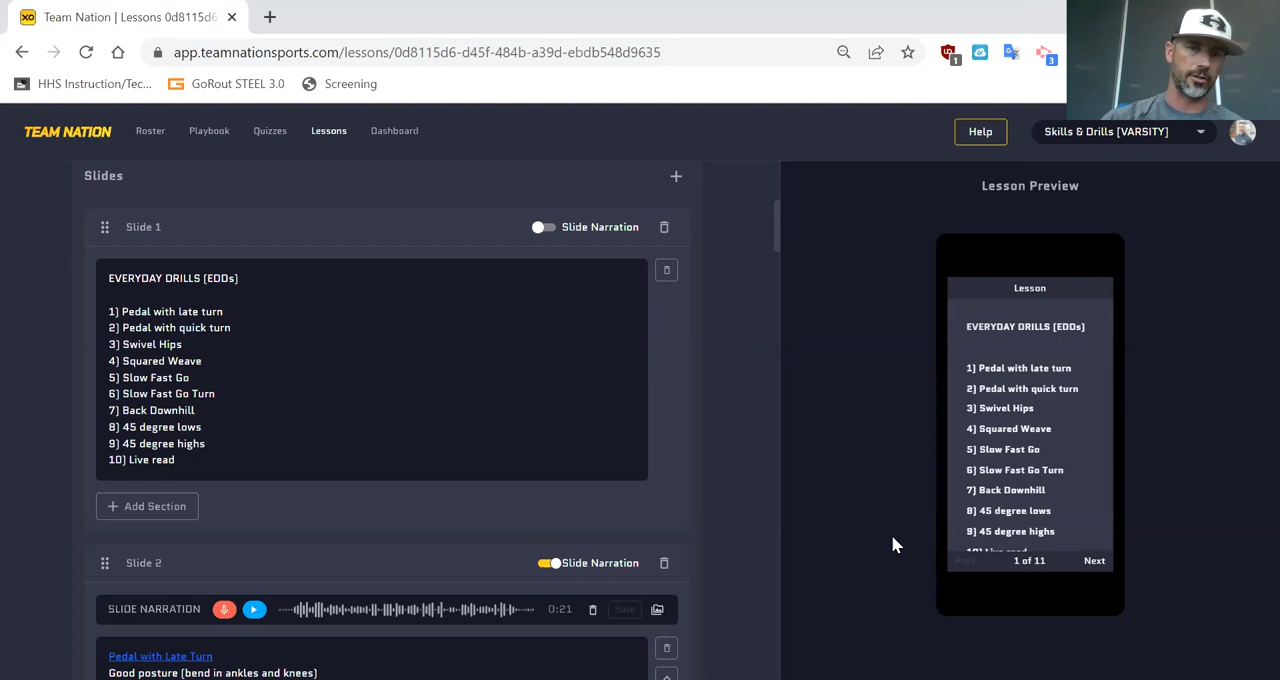 Team Nation | Lessons 0d8115d6
app.teamnationsports.com/lessons/0d8115d6-d45f-484b-a39d-ebdb548d9635
1
3
HHS Instruction/Tec...
GoRout STEEL 3.0
Screening
TEAM NATION
Roster
Playbook
Quizzes
Lessons
Dashboard
Help
Skills & Drills [VARSITY]
Slides
Slide 1
Slide Narration
EVERYDAY DRILLS (EDDs)
1) Pedal with late turn
2) Pedal with quick turn
3) Swivel Hips
4) Squared Weave
5) Slow Fast Go
6) Slow Fast Go Turn
7) Back Downhill
8) 45 degree lows
9) 45 degree highs
10) Live read
Add Section
Slide 2
Slide Narration
SLIDE NARRATION
0:21
Save
Pedal with Late Turn
Good posture (bend in ankles and knees)
Lesson Preview
Lesson
EVERYDAY DRILLS (EDDs)
1) Pedal with late turn
2) Pedal with quick turn
3) Swivel Hips
4) Squared Weave
5) Slow Fast Go
6) Slow Fast Go Turn
7) Back Downhill
8) 45 degree lows
9) 45 degree highs
10) Live read
Prev
1 of 11
Next